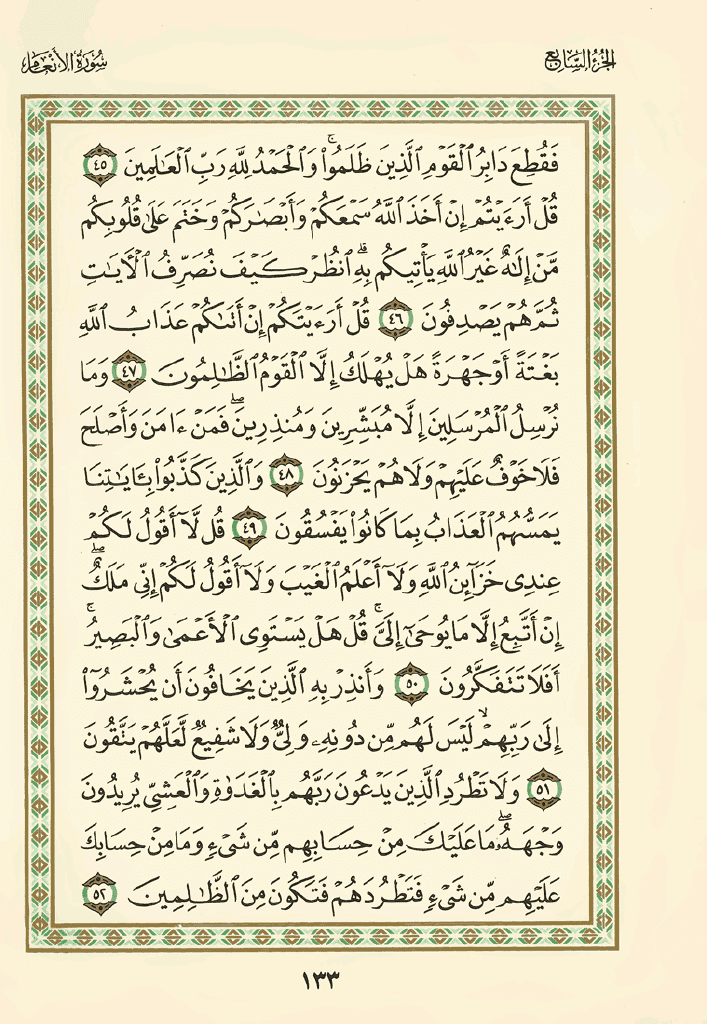 الجزء السابع
سورة الأنعام
فَقُطِعَ دَابِرُ ٱلْقَوْمِ ٱلَّذِينَ ظَلَمُوا۟ ۚ وَٱلْحَمْدُ لِلَّهِ رَبِّ ٱلْعَٰلَمِينَ ٤٥
قُلْ أَرَءَيْتُمْ إِنْ أَخَذَ ٱللَّهُ سَمْعَكُمْ وَأَبْصَٰرَكُمْ وَخَتَمَ عَلَىٰ قُلُوبِكُم
مَّنْ إِلَٰهٌ غَيْرُ ٱللَّهِ يَأْتِيكُم بِهِ ۗ ٱنظُرْ كَيْفَ نُصَرِّفُ ٱلْءَايَٰتِ
ثُمَّ هُمْ يَصْدِفُونَ ٤٦ قُلْ أَرَءَيْتَكُمْ إِنْ أَتَىٰكُمْ عَذَابُ ٱللَّهِ
بَغْتَةً أَوْ جَهْرَةً هَلْ يُهْلَكُ إِلَّا ٱلْقَوْمُ ٱلظَّٰلِمُونَ ٤٧ وَمَا
نُرْسِلُ ٱلْمُرْسَلِينَ إِلَّا مُبَشِّرِينَ وَمُنذِرِينَ ۖ فَمَنْ ءَامَنَ وَأَصْلَحَ
فَلَا خَوْفٌ عَلَيْهِمْ وَلَا هُمْ يَحْزَنُونَ ٤٨ وَٱلَّذِينَ كَذَّبُوا۟ بِـَٔايَٰتِنَا
يَمَسُّهُمُ ٱلْعَذَابُ بِمَا كَانُوا۟ يَفْسُقُونَ ٤٩ قُل لَّآ أَقُولُ لَكُمْ
عِندِى خَزَآئِنُ ٱللَّهِ وَلَآ أَعْلَمُ ٱلْغَيْبَ وَلَآ أَقُولُ لَكُمْ إِنِّى مَلَكٌ ۖ
إِنْ أَتَّبِعُ إِلَّا مَا يُوحَىٰٓ إِلَىَّ ۚ قُلْ هَلْ يَسْتَوِى ٱلْأَعْمَىٰ وَٱلْبَصِيرُ ۚ
أَفَلَا تَتَفَكَّرُونَ ٥٠ وَأَنذِرْ بِهِ ٱلَّذِينَ يَخَافُونَ أَن يُحْشَرُوٓا۟
إِلَىٰ رَبِّهِمْ ۙ لَيْسَ لَهُم مِّن دُونِهِۦ وَلِىٌّ وَلَا شَفِيعٌ لَّعَلَّهُمْ يَتَّقُونَ
٥١ وَلَا تَطْرُدِ ٱلَّذِينَ يَدْعُونَ رَبَّهُم بِٱلْغَدَوٰةِ وَٱلْعَشِىِّ يُرِيدُونَ
وَجْهَهُۥ ۖ مَا عَلَيْكَ مِنْ حِسَابِهِم مِّن شَىْءٍ وَمَا مِنْ حِسَابِكَ
عَلَيْهِم مِّن شَىْءٍ فَتَطْرُدَهُمْ فَتَكُونَ مِنَ ٱلظَّٰلِمِينَ ٥٢
١٣٣